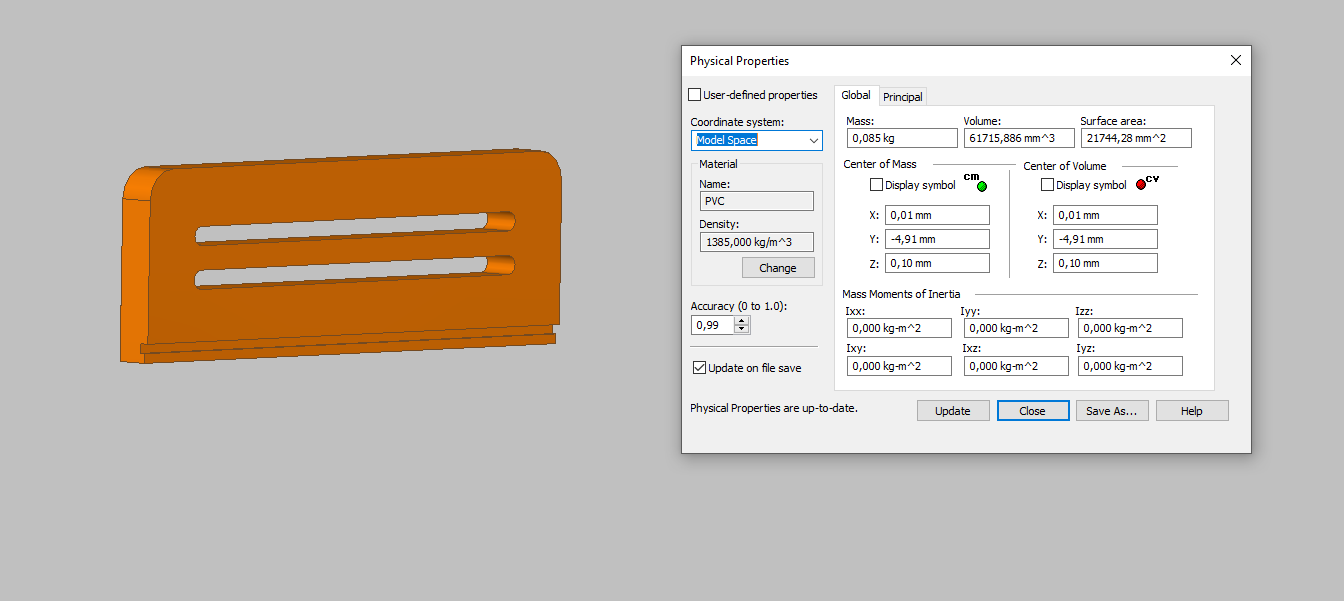 Physical Properties
User-defined properties
Coordinate system:
Model Space
Material
Name:
PVC
Density:
1385,000 kg/m^3
Change
Accuracy (0 to 1.0):
0,99
Update on file save
Physical Properties are up-to-date.
Global Principal
Mass: Volume: Surface area:
0,085 kg 61715,886 mm^3 21744,28 mm^2
Center of Mass Center of Volume
Display symbol cm Display symbol cv
X: 0,01 mm X: 0,01 mm
Y: -4,91 mm Y: -4,91 mm
Z: 0,10 mm Z: 0,10 mm
Mass Moments of Inertia
Ixx: Iyy: Izz:
0,000 kg-m^2 0,000 kg-m^2 0,000 kg-m^2
Ixy: Ixz: Iyz:
0,000 kg-m^2 0,000 kg-m^2 0,000 kg-m^2
Update Close Save As... Help